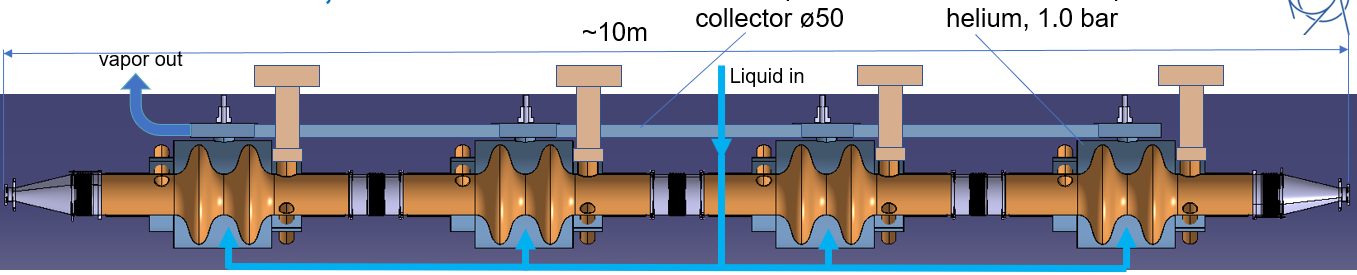 collector ø50
helium, 1.0 bar
~10m
vapor out
Liquid in